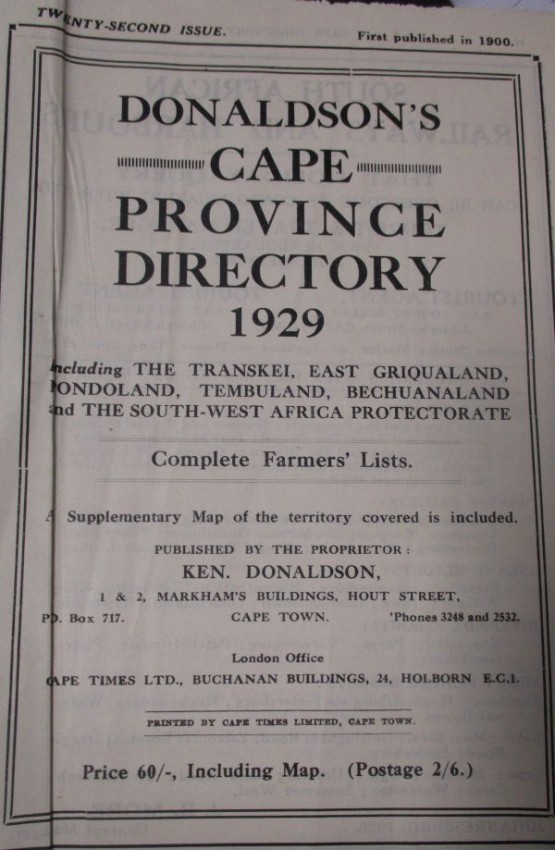 TWENTY-SECOND ISSUE.
First published in 1900.
DONALDSON'S
CAPE
PROVINCE
DIRECTORY
1929
Including THE TRANSKEI, EAST GRIQUALAND,
PONDOLAND, TEMBULAND, BECHUANALAND
and THE SOUTH-WEST AFRICA PROTECTORATE
Complete Farmers' Lists.
A Supplementary Map of the territory covered is included.
PUBLISHED BY THE PROPRIETOR:
KEN. DONALDSON,
1 & 2, MARKHAM'S BUILDINGS, HOUT STREET,
P.O. Box 717. CAPE TOWN. 'Phones 3248 and 2532.
London Office
CAPE TIMES LTD., BUCHANAN BUILDINGS, 24, HOLBORN E.C.1.
PRINTED BY CAPE TIMES LIMITED, CAPE TOWN.
Price 60/-, Including Map. (Postage 2/6.)